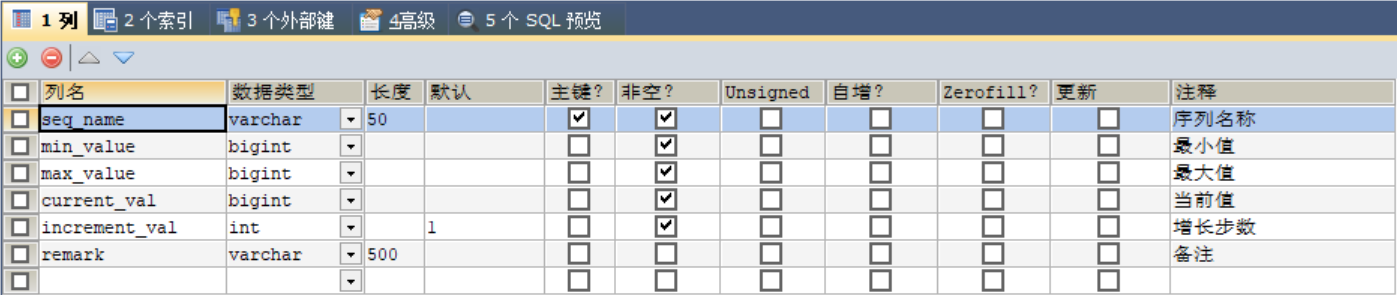 1 列 2 个索引 3 个外部键 4高级 5 个 SQL 预览
列名 数据类型 长度 默认 主键? 非空? Unsigned 自增? Zerofill? 更新 注释
seq_name varchar 50 序列名称
min_value bigint 最小值
max_value bigint 最大值
current_val bigint 当前值
increment_val int 1 增长步数
remark varchar 500 备注